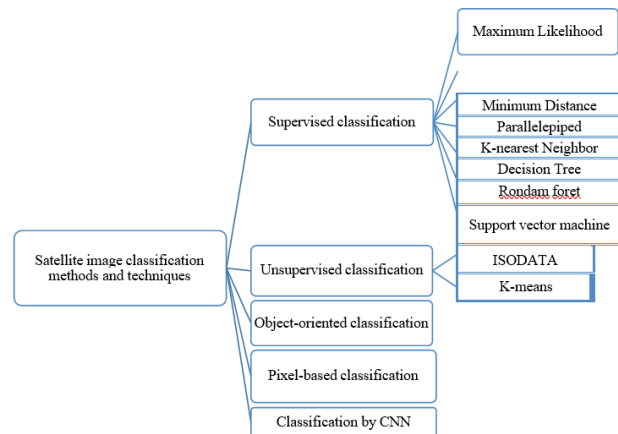 Maximum Likelihood
Supervised classification
Minimum Distance
Parallelepiped
K-nearest Neighbor
Decision Tree
Rondam foret
Support vector machine
Satellite image classification
methods and techniques
Unsupervised classification
ISODATA
K-means
Object-oriented classification
Pixel-based classification
Classification by CNN